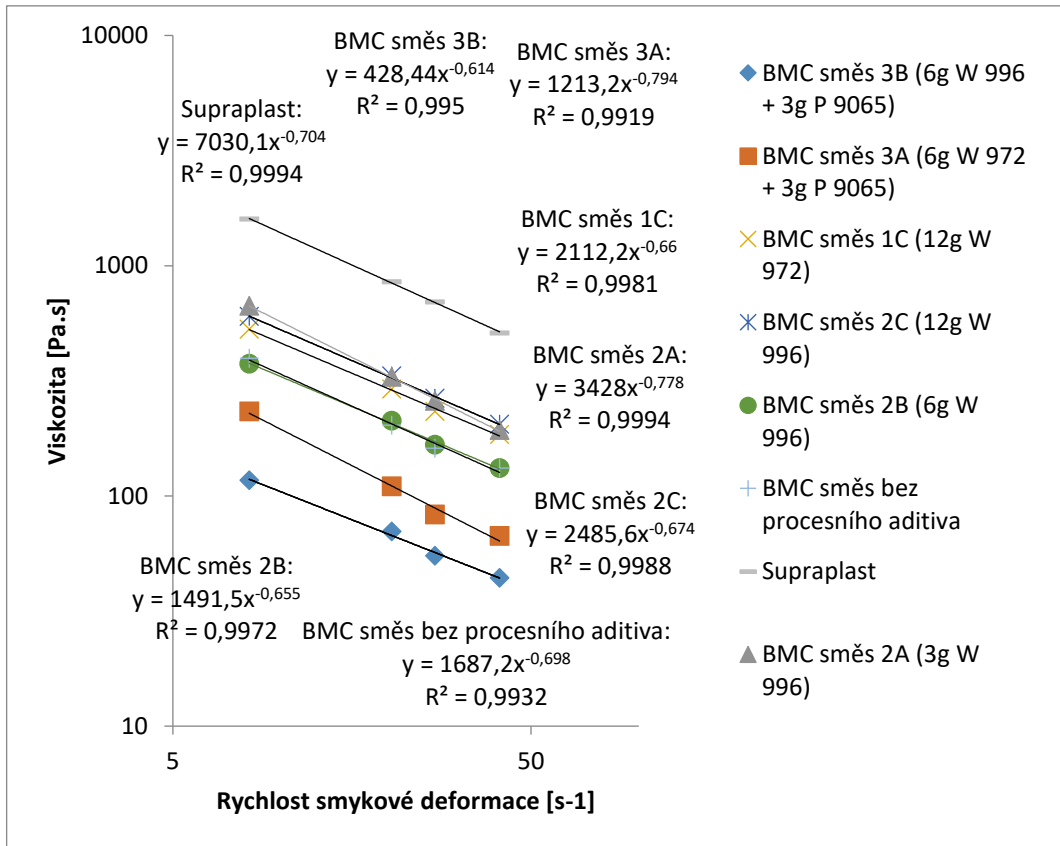 10000
1000
100
10
5
50
Viskozita [Pa.s]
Rychlost smykové deformace [s-1]
BMC směs 3B:
y = 428,44x^-0,614
R² = 0,995
BMC směs 3A:
y = 1213,2x^-0,794
R² = 0,9919
Supraplast:
y = 7030,1x^-0,704
R² = 0,9994
BMC směs 1C:
y = 2112,2x^-0,66
R² = 0,9981
BMC směs 2A:
y = 3428x^-0,778
R² = 0,9994
BMC směs 2C:
y = 2485,6x^-0,674
R² = 0,9988
BMC směs 2B:
y = 1491,5x^-0,655
R² = 0,9972
BMC směs bez procesního aditiva:
y = 1687,2x^-0,698
R² = 0,9932
BMC směs 3B (6g W 996
+ 3g P 9065)
BMC směs 3A (6g W 972
+ 3g P 9065)
BMC směs 1C (12g W
972)
BMC směs 2C (12g W
996)
BMC směs 2B (6g W
996)
BMC směs bez
procesního aditiva
Supraplast
BMC směs 2A (3g W
996)